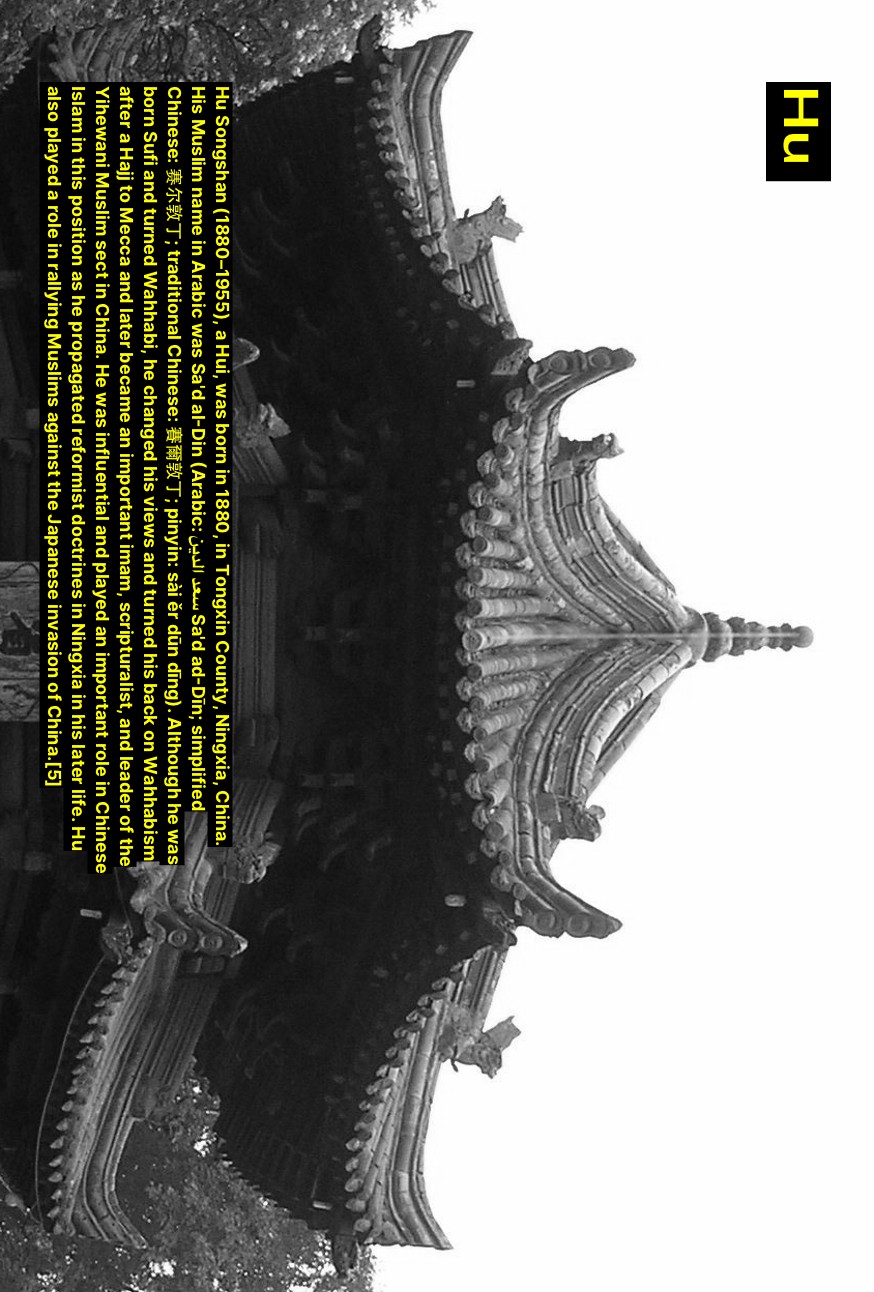 Hu
Hu Songshan (1880–1955), a Hui, was born in 1880, in Tongxin County, Ningxia, China.
His Muslim name in Arabic was Sa'd al-Din (Arabic: سعد الدين Sa'd ad-Dīn; simplified
Chinese: 赛尔敦丁; traditional Chinese: 賽爾敦丁; pinyin: sài ěr dūn dīng). Although he was
born Sufi and turned Wahhabi, he changed his views and turned his back on Wahhabism
after a Hajj to Mecca and later became an important imam, scripturalist, and leader of the
Yihewani Muslim sect in China. He was influential and played an important role in Chinese
Islam in this position as he propagated reformist doctrines in Ningxia in his later life. Hu
also played a role in rallying Muslims against the Japanese invasion of China.[5]